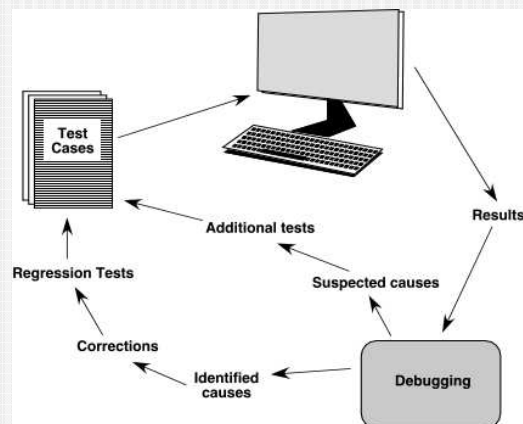 Test
Cases
Results
Additional tests
Suspected causes
Regression Tests
Corrections
Identified
causes
Debugging